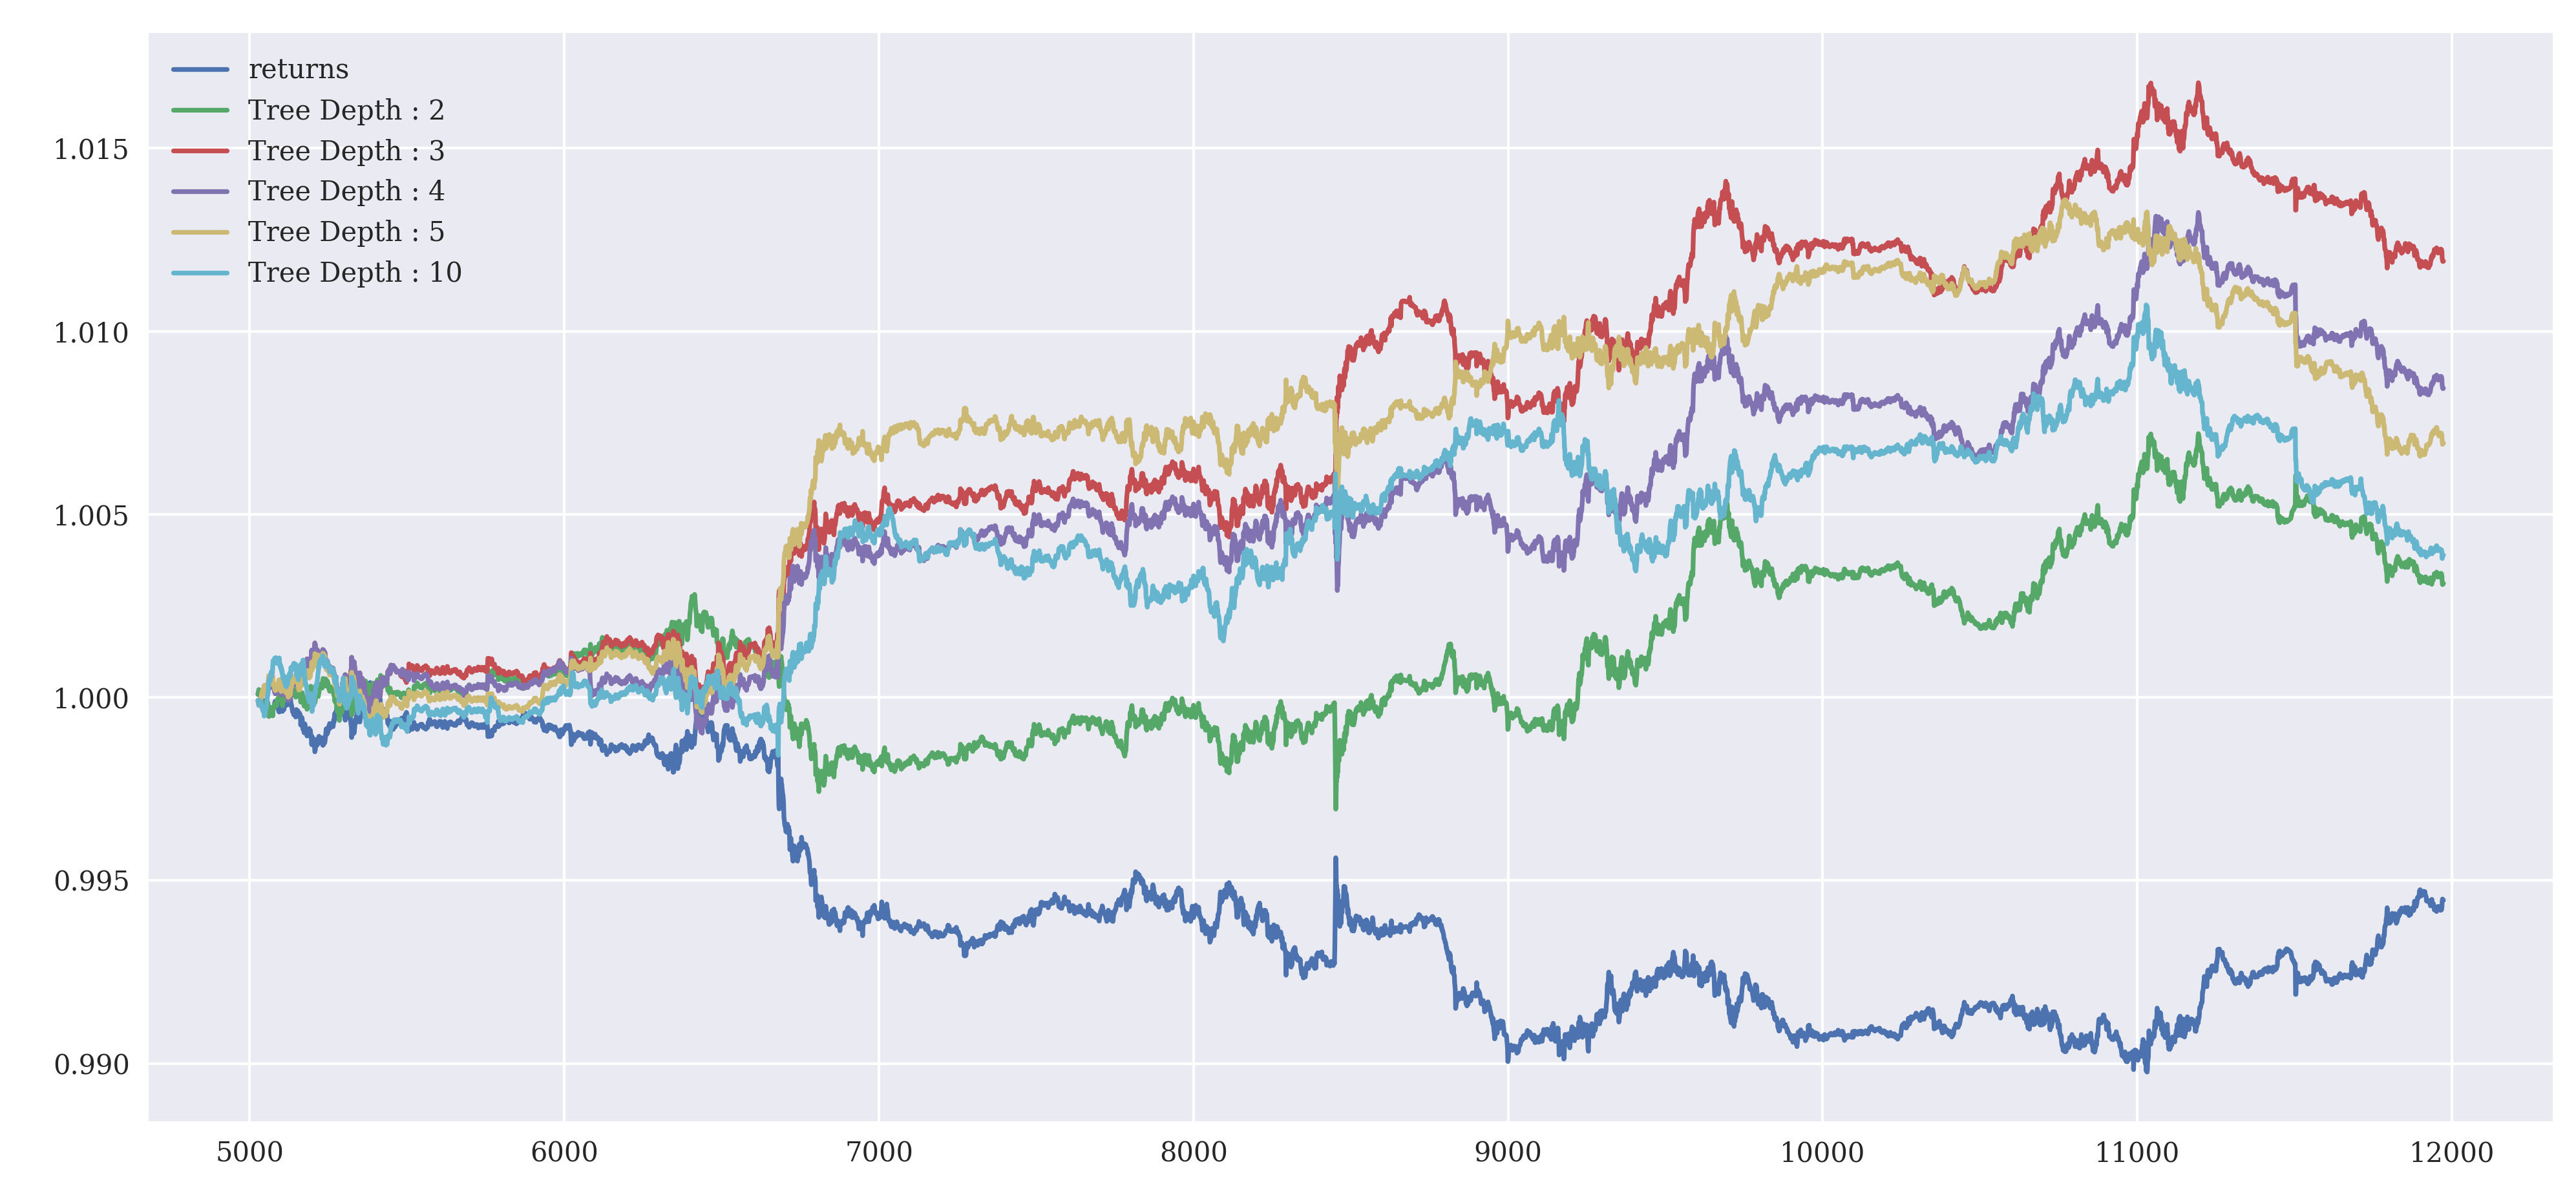 returns
Tree Depth : 2
Tree Depth : 3
Tree Depth : 4
Tree Depth : 5
Tree Depth : 10
1.015
1.010
1.005
1.000
0.995
0.990
5000 6000 7000 8000 9000 10000 11000 12000